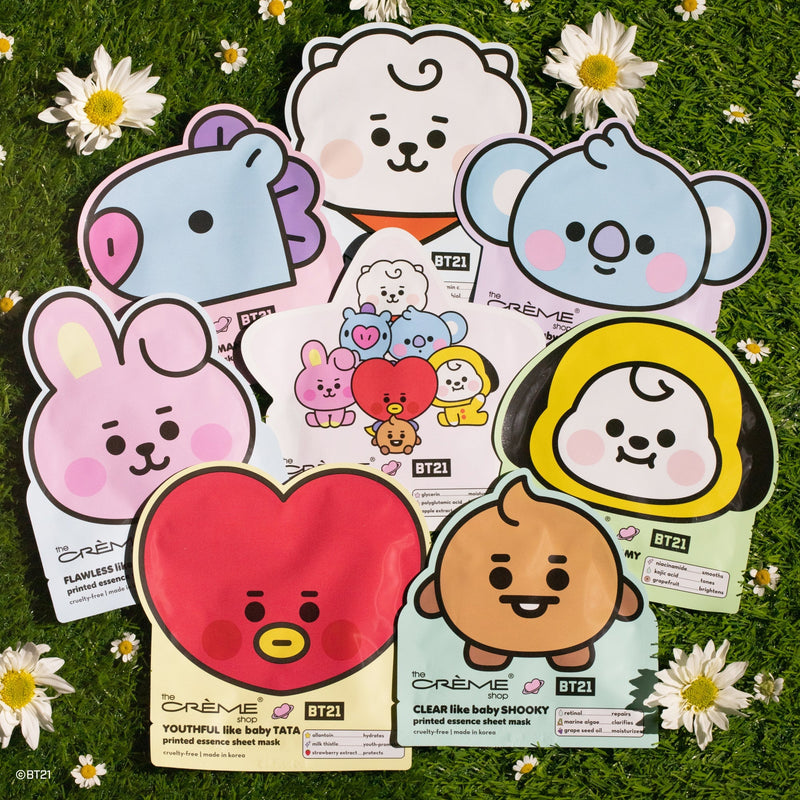 BT21
the
CRÈME®
shop
BT21
the
CRÈME
shop
BT21
glycerin
polyglutamic acid
apple extract
the
CRÈME
FLAWLESS
printed essence
cruelty-free | made in
MY
BT21
niacinamide smooths
kojic acid tones
grapefruit brightens
the
CRÈME®
shop
BT21
YOUTHFUL like baby TATA
printed essence sheet mask
cruelty-free | made in korea
allantoin hydrates
milk thistle
strawberry extract protects
the
CRÈME®
shop
BT21
CLEAR like baby SHOOKY
printed essence sheet mask
cruelty-free | made in korea
retinal repairs
marine algae clarifies
grape seed oil moisturizes
©BT21